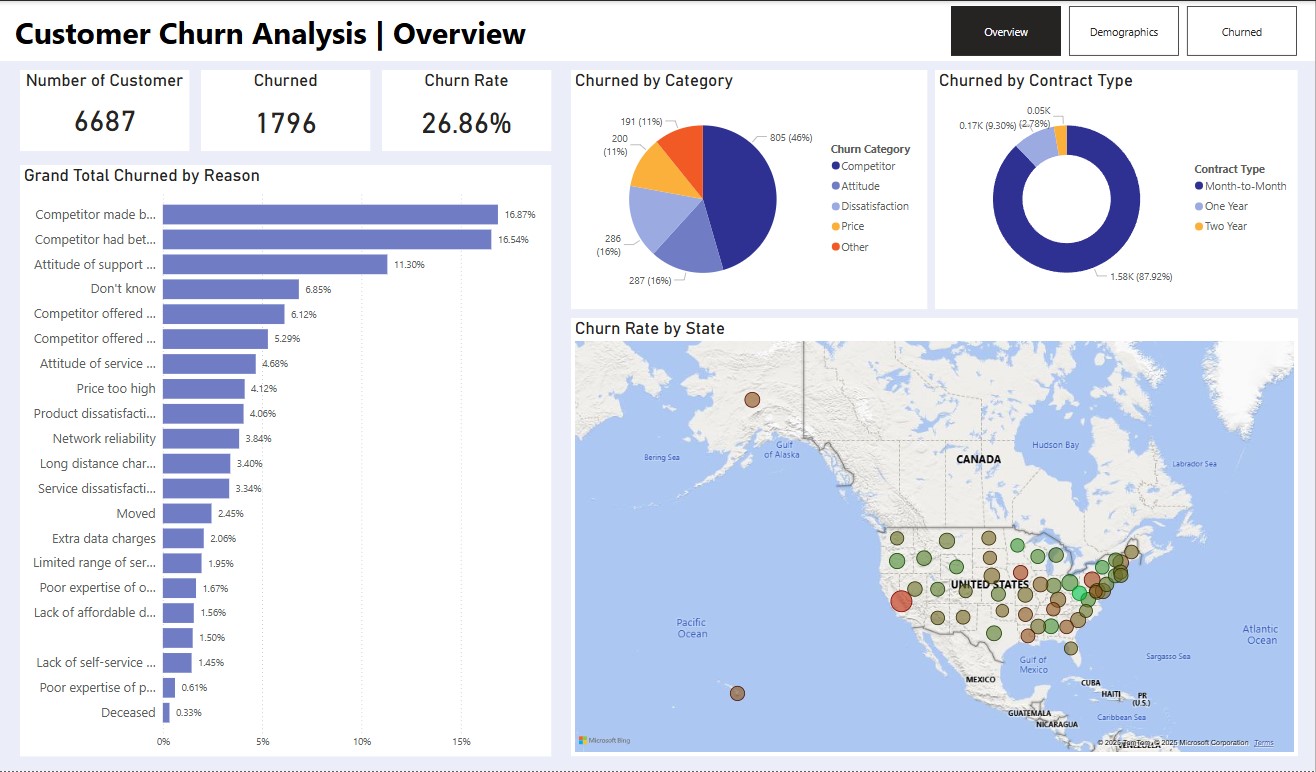 Customer Churn Analysis | Overview
Overview
Demographics
Churned
Number of Customer
6687
Churned
1796
Churn Rate
26.86%
Grand Total Churned by Reason
Competitor made b... 16.87%
Competitor had bet... 16.54%
Attitude of support ... 11.30%
Don't know 6.85%
Competitor offered ... 6.12%
Competitor offered ... 5.29%
Attitude of service ... 4.68%
Price too high 4.12%
Product dissatisfacti... 4.06%
Network reliability 3.84%
Long distance char... 3.40%
Service dissatisfacti... 3.34%
Moved 2.45%
Extra data charges 2.06%
Limited range of ser... 1.95%
Poor expertise of o... 1.67%
Lack of affordable d... 1.56%
1.50%
Lack of self-service ... 1.45%
Poor expertise of p... 0.61%
Deceased 0.33%
0% 5% 10% 15%
Churned by Category
191 (11%)
200
(11%)
286
(16%)
287 (16%)
805 (46%)
Churn Category
Competitor
Attitude
Dissatisfaction
Price
Other
Churned by Contract Type
0.05K
(2.78%)
0.17K (9.30%)
1.58K (87.92%)
Contract Type
Month-to-Month
One Year
Two Year
Churn Rate by State
Bering Sea
Gulf
of Alaska
CANADA
Hudson Bay
Labrador Sea
UNITED STATES
Pacific
Ocean
Atlantic
Ocean
Sargasso Sea
Gulf of
Mexico
MEXICO
CUBA
HAITI
PR
(U.S.)
GUATEMALA
NICARAGUA
Caribbean Sea
VENEZUELA
Microsoft Bing
© 2025 TomTom, © 2025 Microsoft Corporation Terms